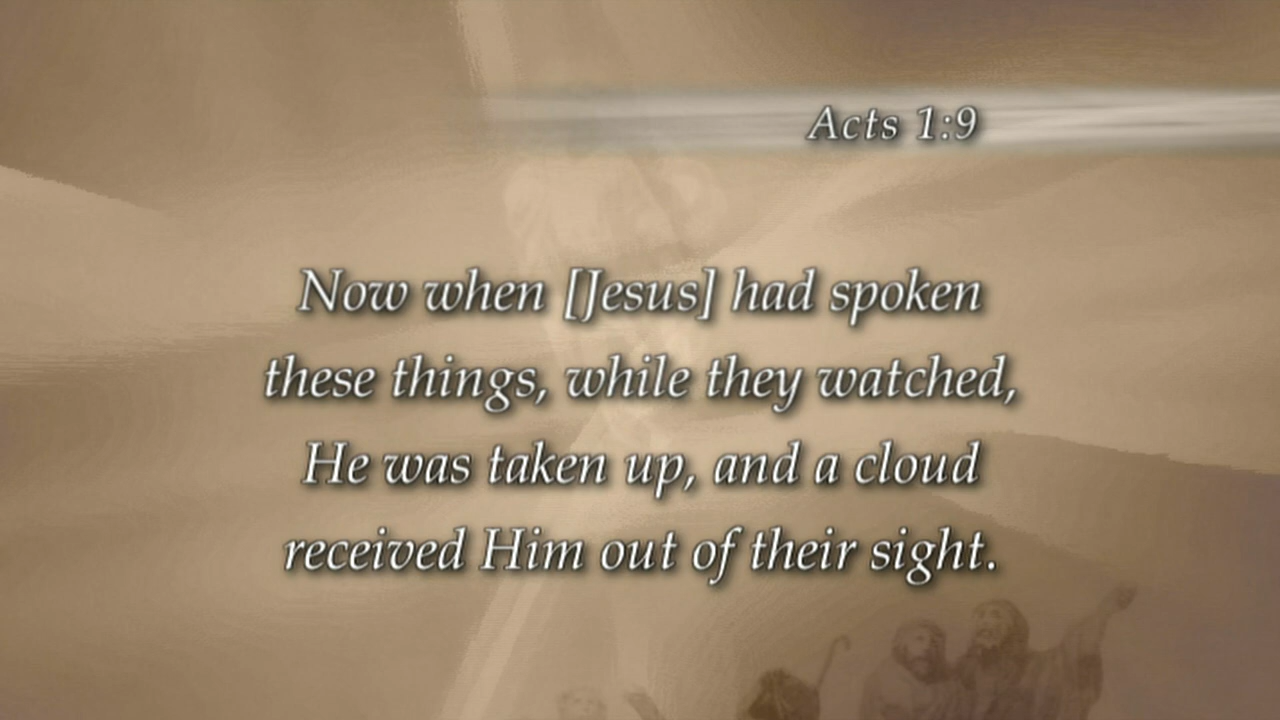 Acts 1:9
Now when [Jesus] had spoken
these things, while they watched,
He was taken up, and a cloud
received Him out of their sight.